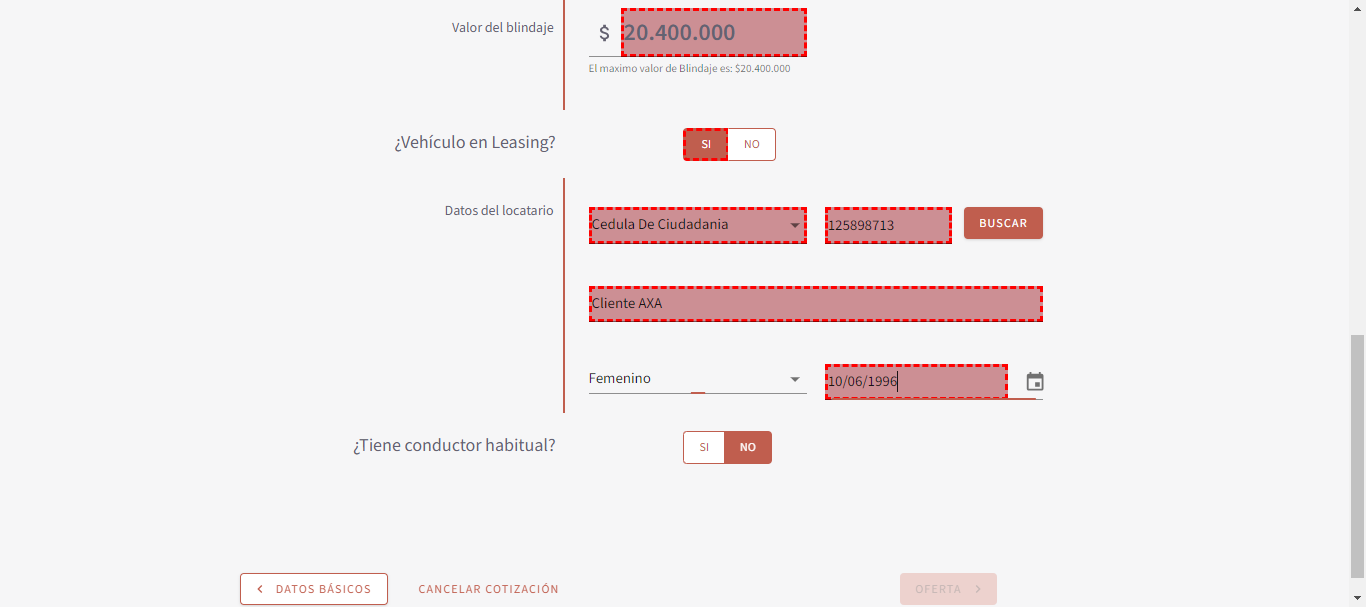 Valor del blindaje
$ 20.400.000
El maximo valor de Blindaje es: $20.400.000
¿Vehículo en Leasing?
SI NO
Datos del locatario
Cedula De Ciudadania 125898713 BUSCAR
Cliente AXA
Femenino 10/06/1996
¿Tiene conductor habitual?
SI NO
DATOS BÁSICOS CANCELAR COTIZACIÓN OFERTA